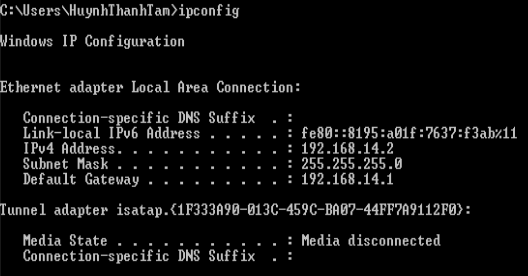 C:\Users\HuynhThanhTam>ipconfig
Windows IP Configuration
Ethernet adapter Local Area Connection:
Connection-specific DNS Suffix  . :
Link-local IPv6 Address . . . . . : fe80::8195:a01f:7637:f3ab%11
IPv4 Address. . . . . . . . . . . : 192.168.14.2
Subnet Mask . . . . . . . . . . . : 255.255.255.0
Default Gateway . . . . . . . . . : 192.168.14.1
Tunnel adapter isatap.{1F333A90-013C-459C-BA07-44FF7A9112F0}:
Media State . . . . . . . . . . . : Media disconnected
Connection-specific DNS Suffix  . :